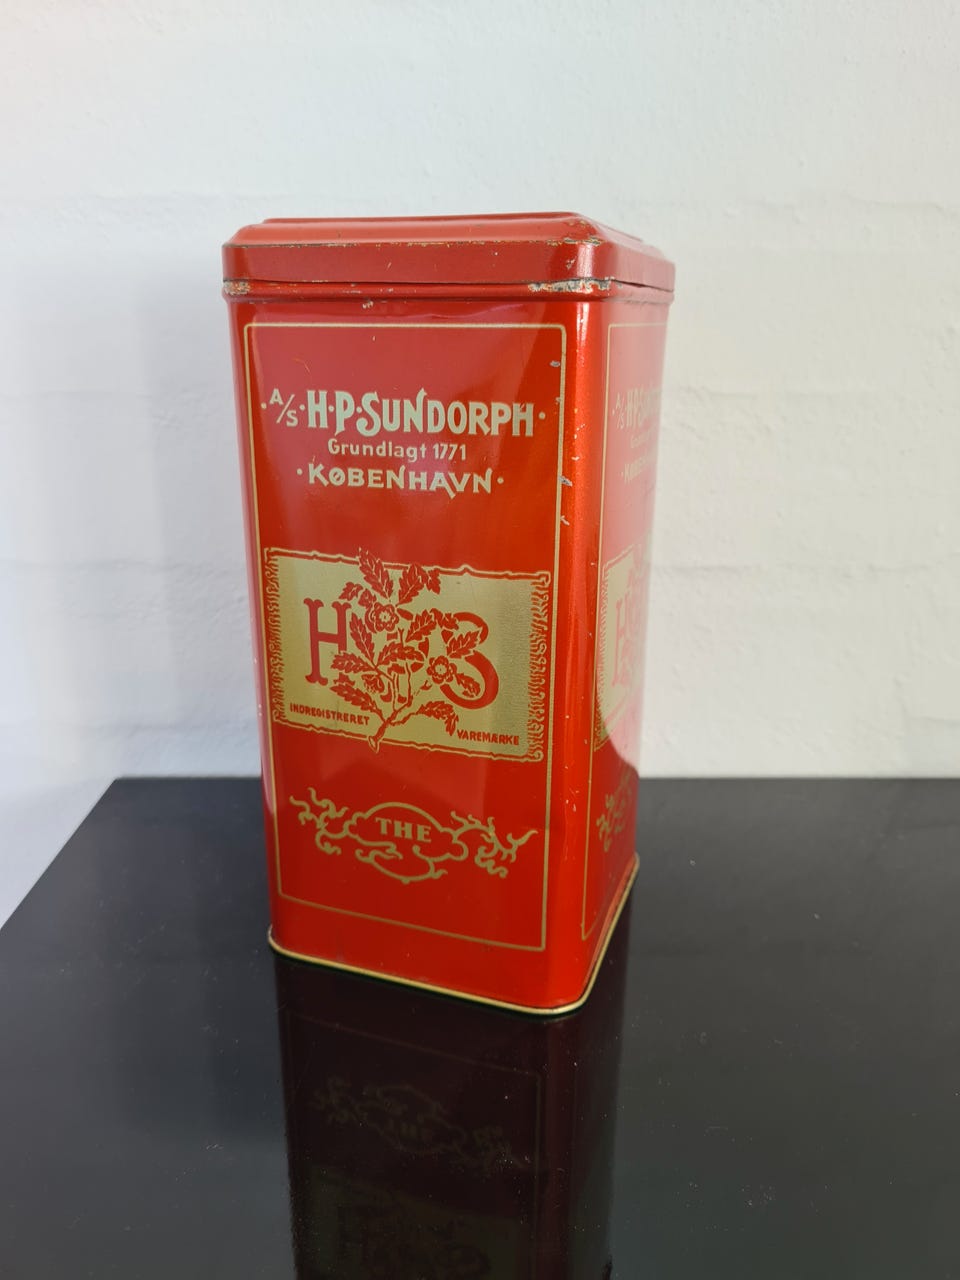 A/S·H·P·SUNDORPH·
Grundlagt 1771
·KØBENHAVN·
H S
INDREGISTRERET VAREMÆRKE
THE